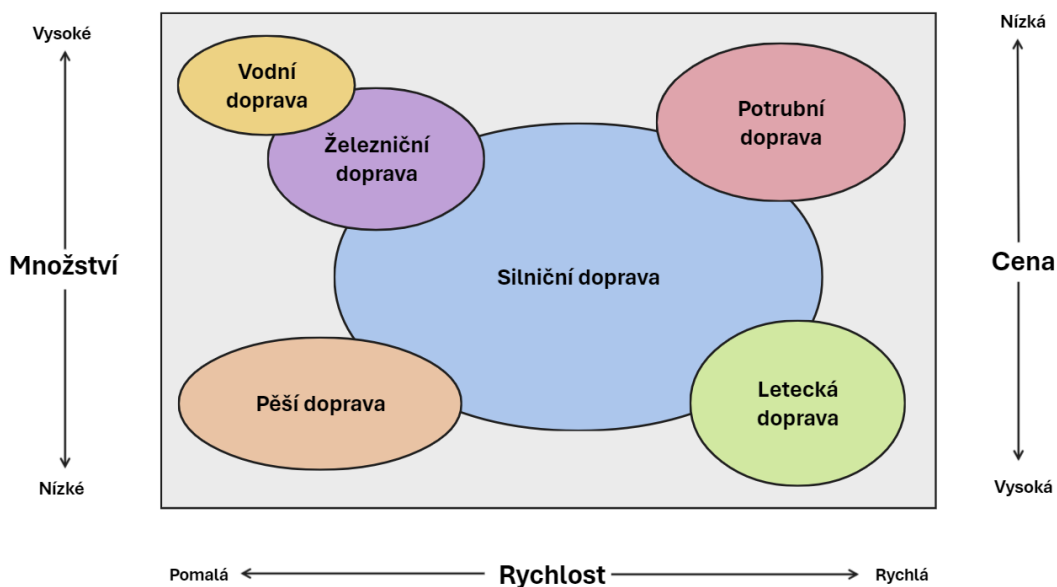 Vysoké
Nízká
Vodní
doprava
Potrubní
doprava
Železniční
doprava
Množství
Silniční doprava
Cena
Pěší doprava
Letecká
doprava
Nízké
Vysoká
Pomalá
Rychlost
Rychlá